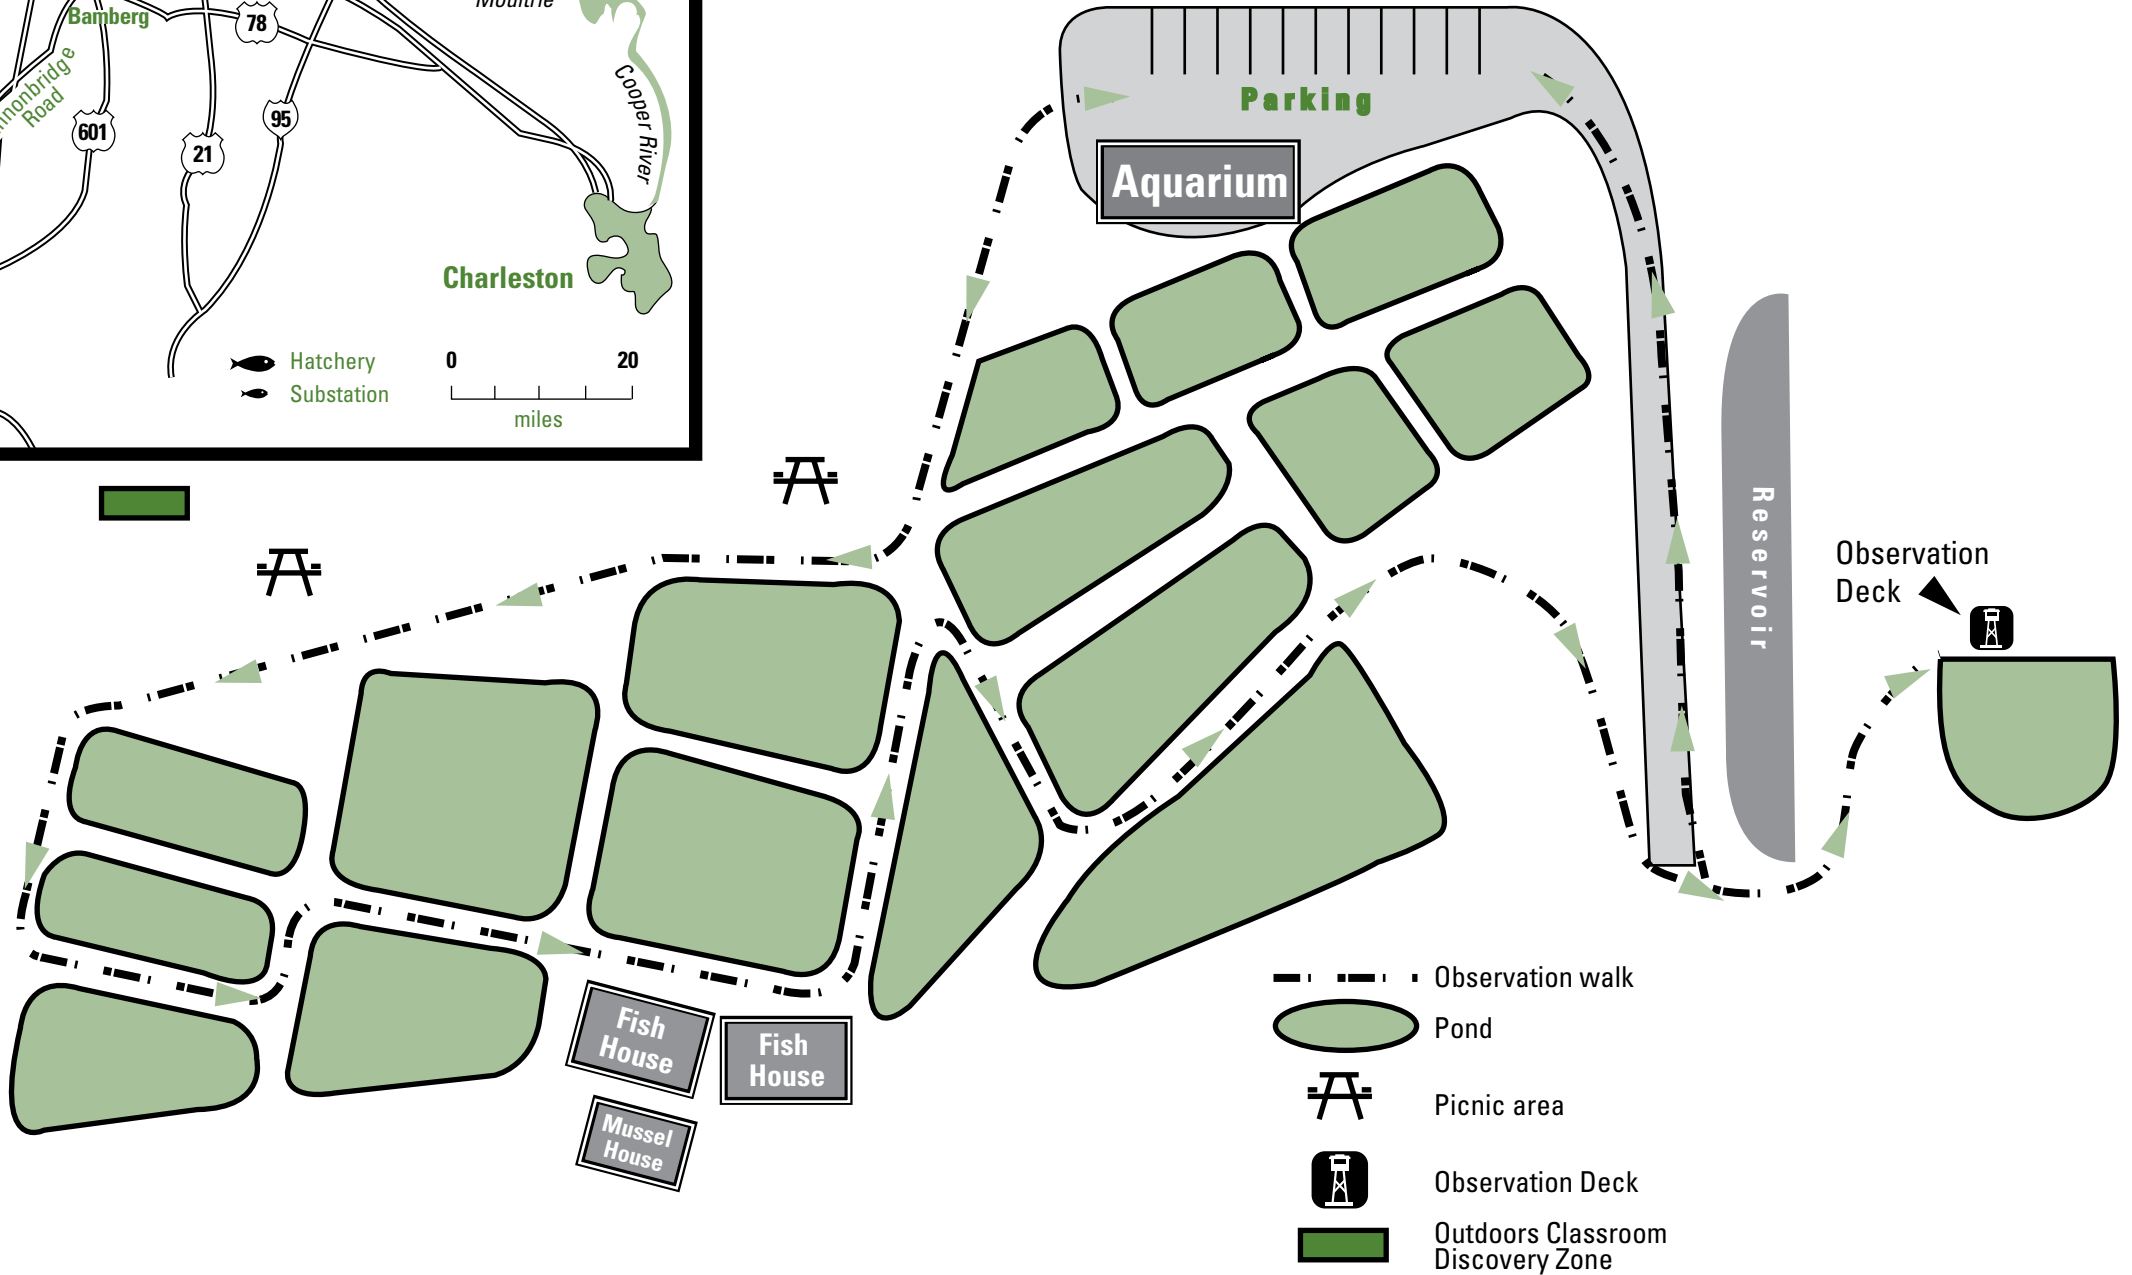 Moultrie
Bamberg
78
Road
601
21
95
Cooper River
Charleston
Hatchery
Substation
0
20
miles
Parking
Aquarium
Reservoir
Observation
Deck
Fish
House
Fish
House
Mussel
House
Observation walk
Pond
Picnic area
Observation Deck
Outdoors Classroom
Discovery Zone